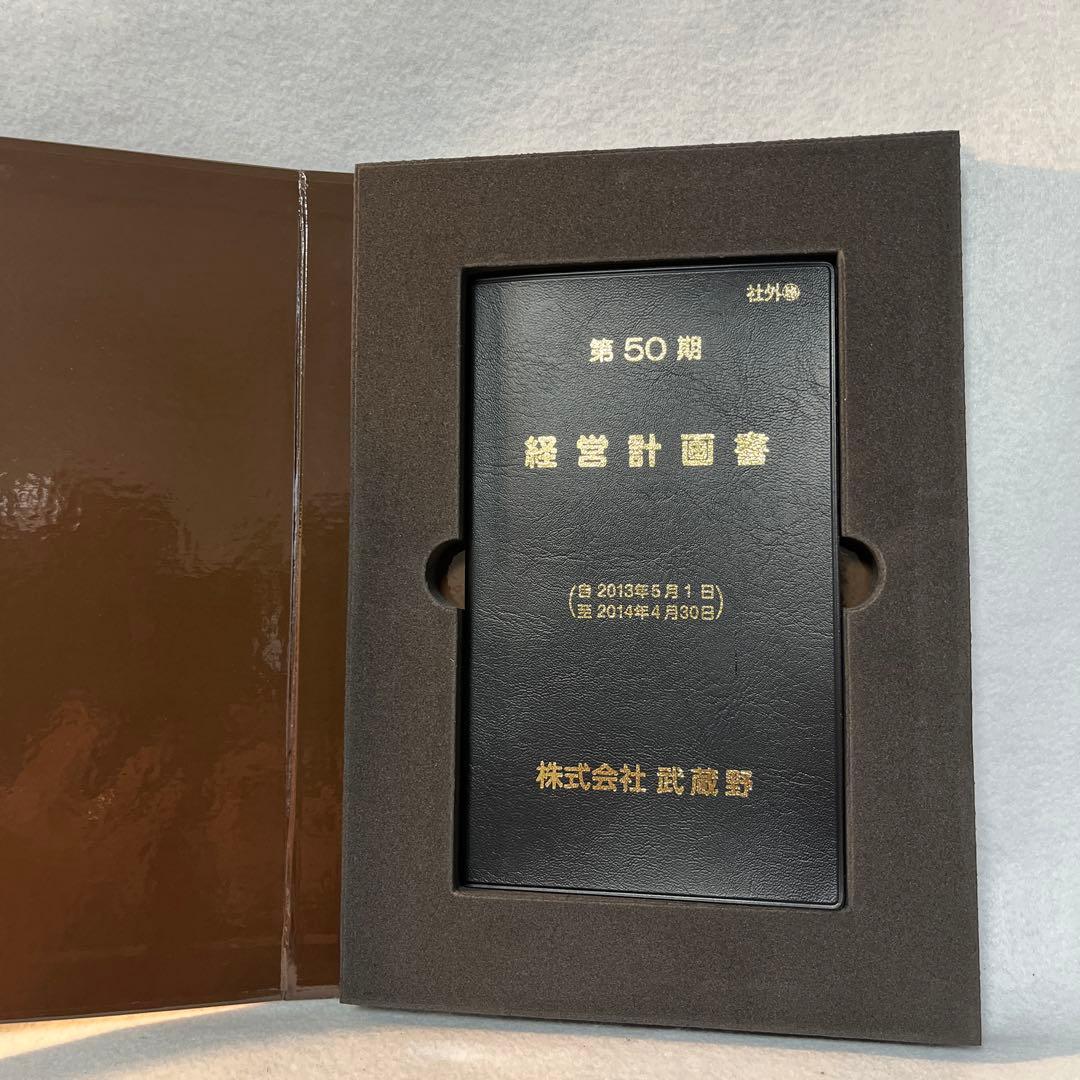 社外㊙
第50期
経営計画書
(自 2013年5月1日
至 2014年4月30日)
株式会社 武蔵野